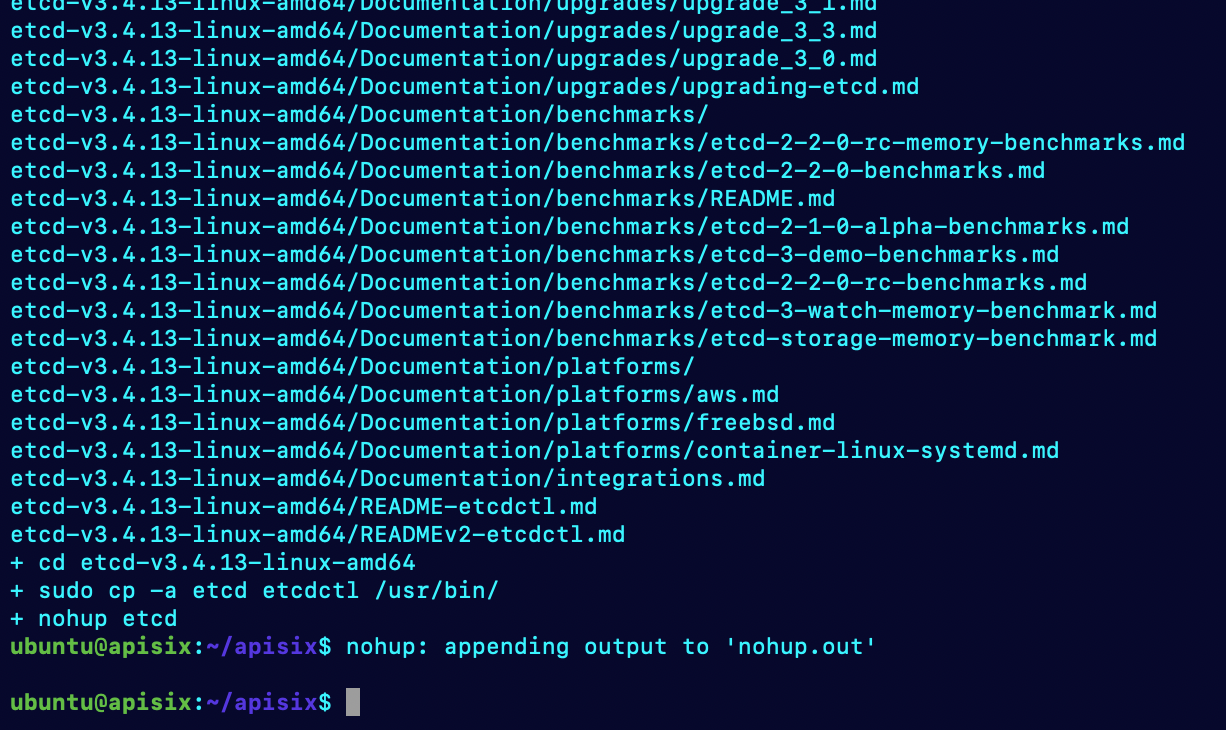 etcd-v3.4.13-linux-amd64/Documentation/upgrades/upgrade_3_1.md
etcd-v3.4.13-linux-amd64/Documentation/upgrades/upgrade_3_3.md
etcd-v3.4.13-linux-amd64/Documentation/upgrades/upgrade_3_0.md
etcd-v3.4.13-linux-amd64/Documentation/upgrades/upgrading-etcd.md
etcd-v3.4.13-linux-amd64/Documentation/benchmarks/
etcd-v3.4.13-linux-amd64/Documentation/benchmarks/etcd-2-2-0-rc-memory-benchmarks.md
etcd-v3.4.13-linux-amd64/Documentation/benchmarks/etcd-2-2-0-benchmarks.md
etcd-v3.4.13-linux-amd64/Documentation/benchmarks/README.md
etcd-v3.4.13-linux-amd64/Documentation/benchmarks/etcd-2-1-0-alpha-benchmarks.md
etcd-v3.4.13-linux-amd64/Documentation/benchmarks/etcd-3-demo-benchmarks.md
etcd-v3.4.13-linux-amd64/Documentation/benchmarks/etcd-2-2-0-rc-benchmarks.md
etcd-v3.4.13-linux-amd64/Documentation/benchmarks/etcd-3-watch-memory-benchmark.md
etcd-v3.4.13-linux-amd64/Documentation/benchmarks/etcd-storage-memory-benchmark.md
etcd-v3.4.13-linux-amd64/Documentation/platforms/
etcd-v3.4.13-linux-amd64/Documentation/platforms/aws.md
etcd-v3.4.13-linux-amd64/Documentation/platforms/freebsd.md
etcd-v3.4.13-linux-amd64/Documentation/platforms/container-linux-systemd.md
etcd-v3.4.13-linux-amd64/Documentation/integrations.md
etcd-v3.4.13-linux-amd64/README-etcdctl.md
etcd-v3.4.13-linux-amd64/READMEv2-etcdctl.md
+ cd etcd-v3.4.13-linux-amd64
+ sudo cp -a etcd etcdctl /usr/bin/
+ nohup etcd
ubuntu@apisix:~/apisix$ nohup: appending output to 'nohup.out'
ubuntu@apisix:~/apisix$